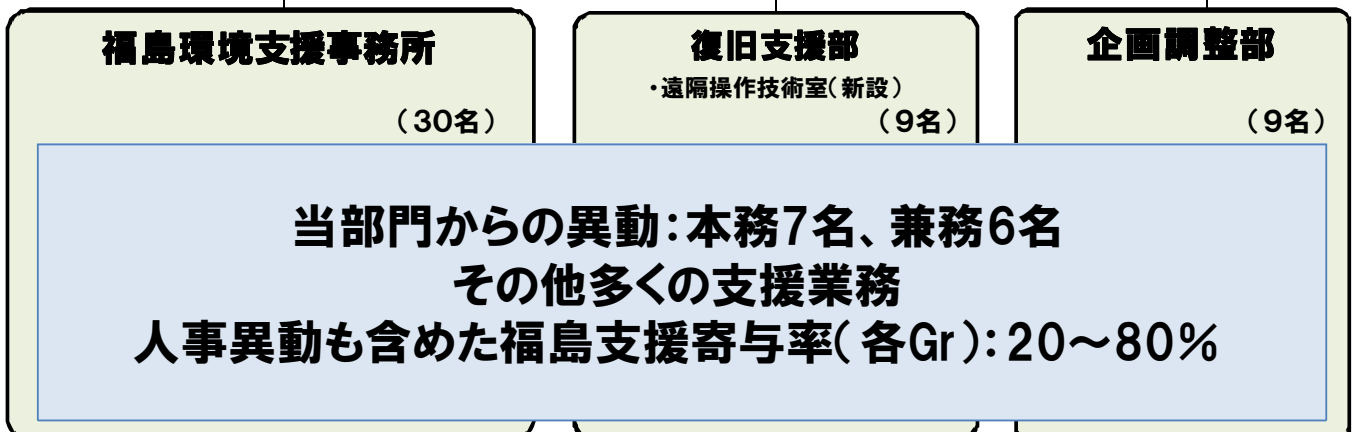 福島環境支援事務所
(30名)
復旧支援部
・遠隔操作技術室(新設)
(9名)
企画調整部
(9名)
当部門からの異動:本務7名、兼務6名
その他多くの支援業務
人事異動も含めた福島支援寄与率(各Gr):20~80%